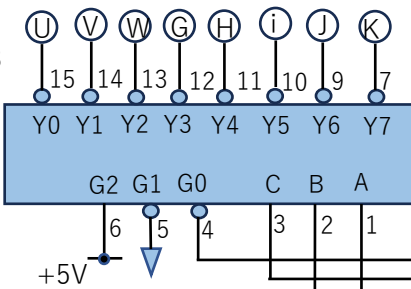 U V W G H i J K
15 14 13 12 11 10 9 7
Y0 Y1 Y2 Y3 Y4 Y5 Y6 Y7
G2 G1 G0 C B A
6 5 4 3 2 1
+5V